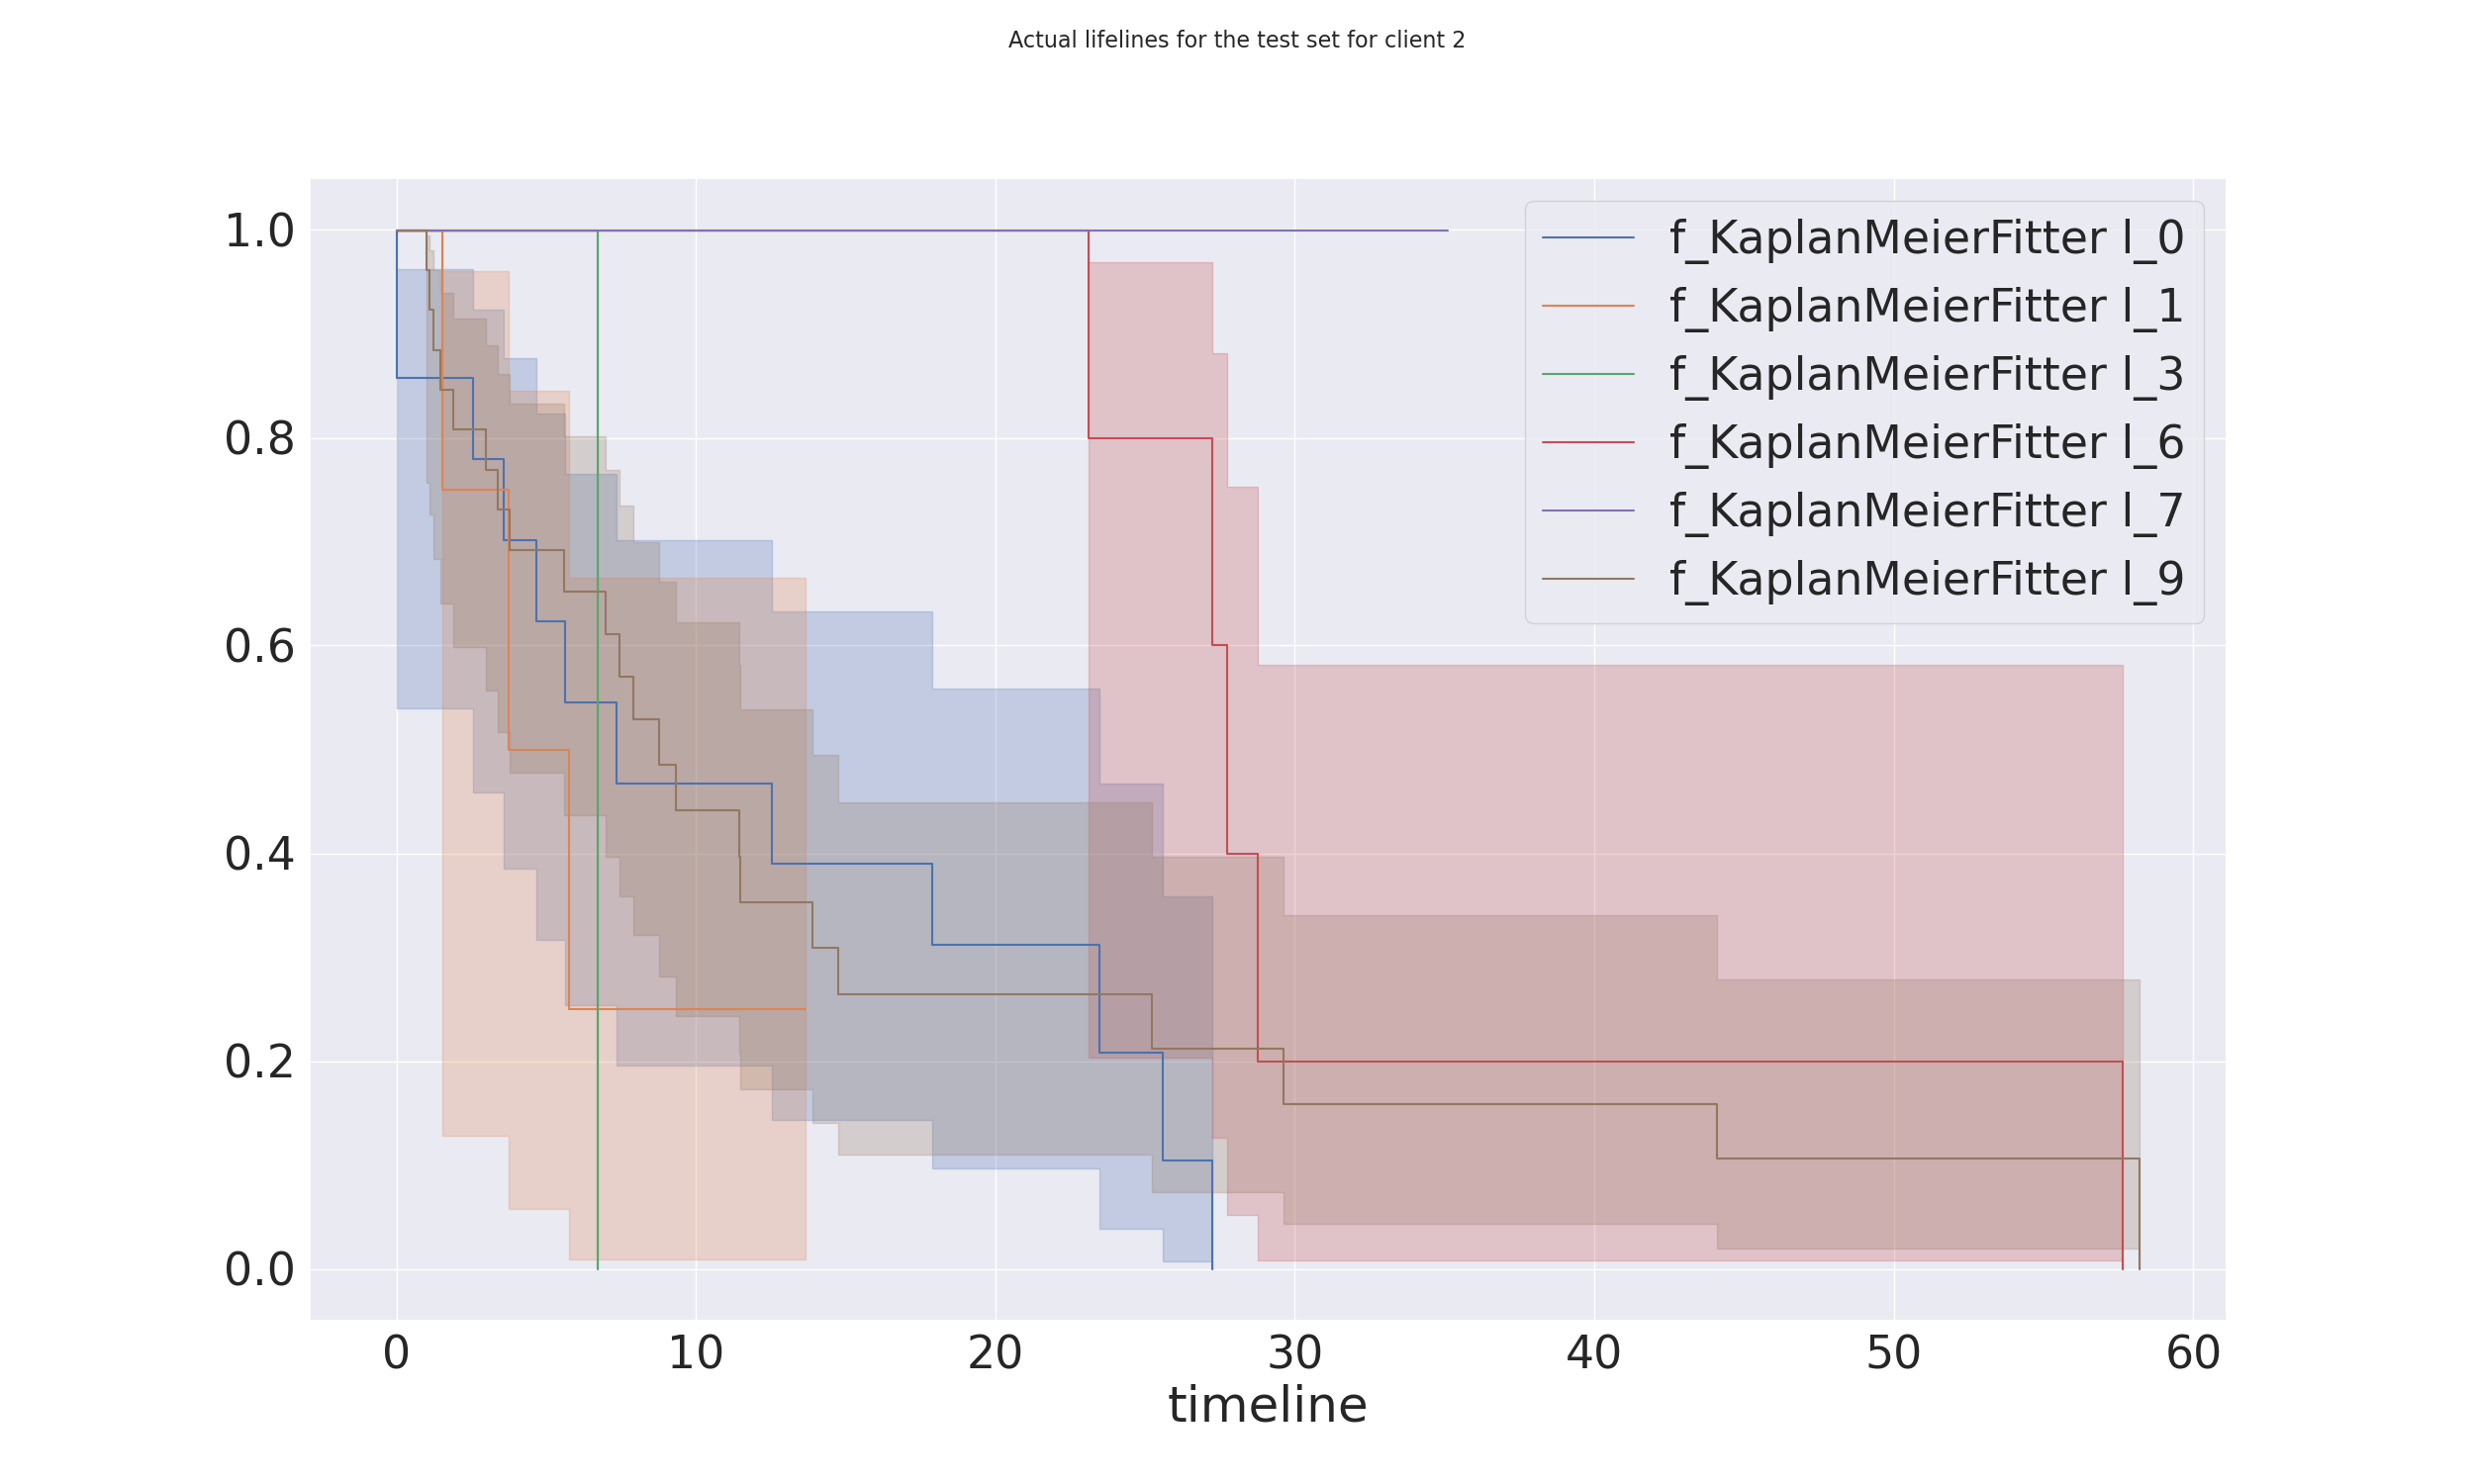 Actual lifelines for the test set for client 2
1.0
0.8
0.6
0.4
0.2
0.0
f_KaplanMeierFitter l_0
f_KaplanMeierFitter l_1
f_KaplanMeierFitter l_3
f_KaplanMeierFitter l_6
f_KaplanMeierFitter l_7
f_KaplanMeierFitter l_9
0 10 20 30 40 50 60
timeline